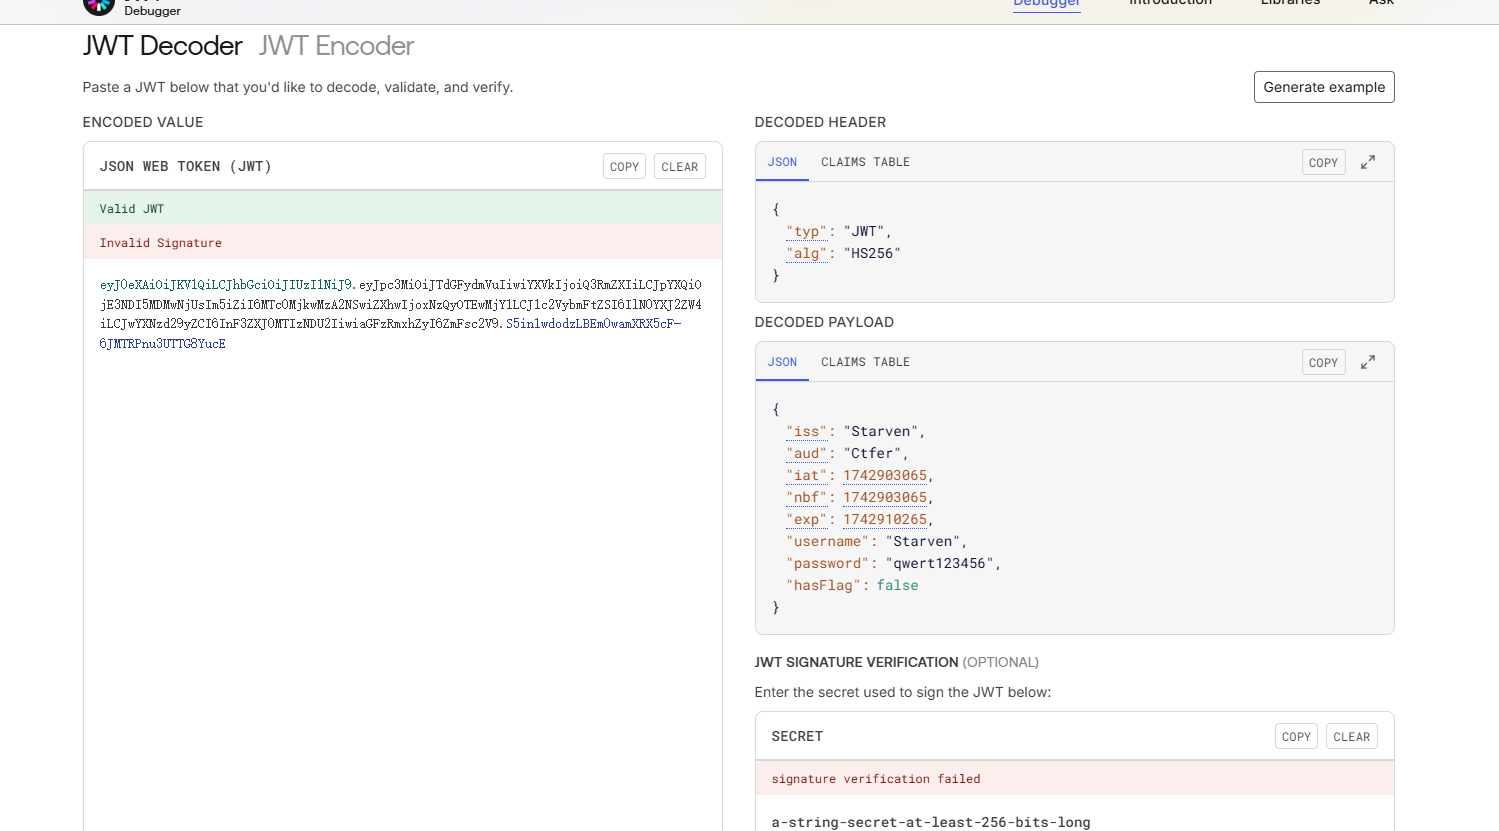 Debugger
Debugger
Introduction
Libraries
Ask
JWT Decoder JWT Encoder
Paste a JWT below that you'd like to decode, validate, and verify.
Generate example
ENCODED VALUE
JSON WEB TOKEN (JWT)
COPY
CLEAR
Valid JWT
Invalid Signature
eyJ0eXAiOiJKV1QiLCJhbGciOiJIUzI1NiJ9.eyJpc3MiOiJTdGFydmVuIiwiYXVkIjoiQ3RmZXIiLCJpYXQiO
jE3NDI5MDMwNjUsIm5iZiI6MTc0MjkwMzA2NSwiZXhwIjoxNzQyOTEwMjY1LCJ1c2VybmFtZSI6IlN0YXJ2ZW4
iLCJwYXNzd29yZCI6InF3ZXJ0MTIzNDU2IiwiaGFzRmxhZyI6ZmFsc2V9.S5in1wdodzLBEmOwamXRX5cF-
6JMTRPnu3UTTG8YucE
DECODED HEADER
JSON
CLAIMS TABLE
COPY
{
"typ": "JWT",
"alg": "HS256"
}
DECODED PAYLOAD
JSON
CLAIMS TABLE
COPY
{
"iss": "Starven",
"aud": "Ctfer",
"iat": 1742903065,
"nbf": 1742903065,
"exp": 1742910265,
"username": "Starven",
"password": "qwert123456",
"hasFlag": false
}
JWT SIGNATURE VERIFICATION (OPTIONAL)
Enter the secret used to sign the JWT below:
SECRET
COPY
CLEAR
signature verification failed
a-string-secret-at-least-256-bits-long